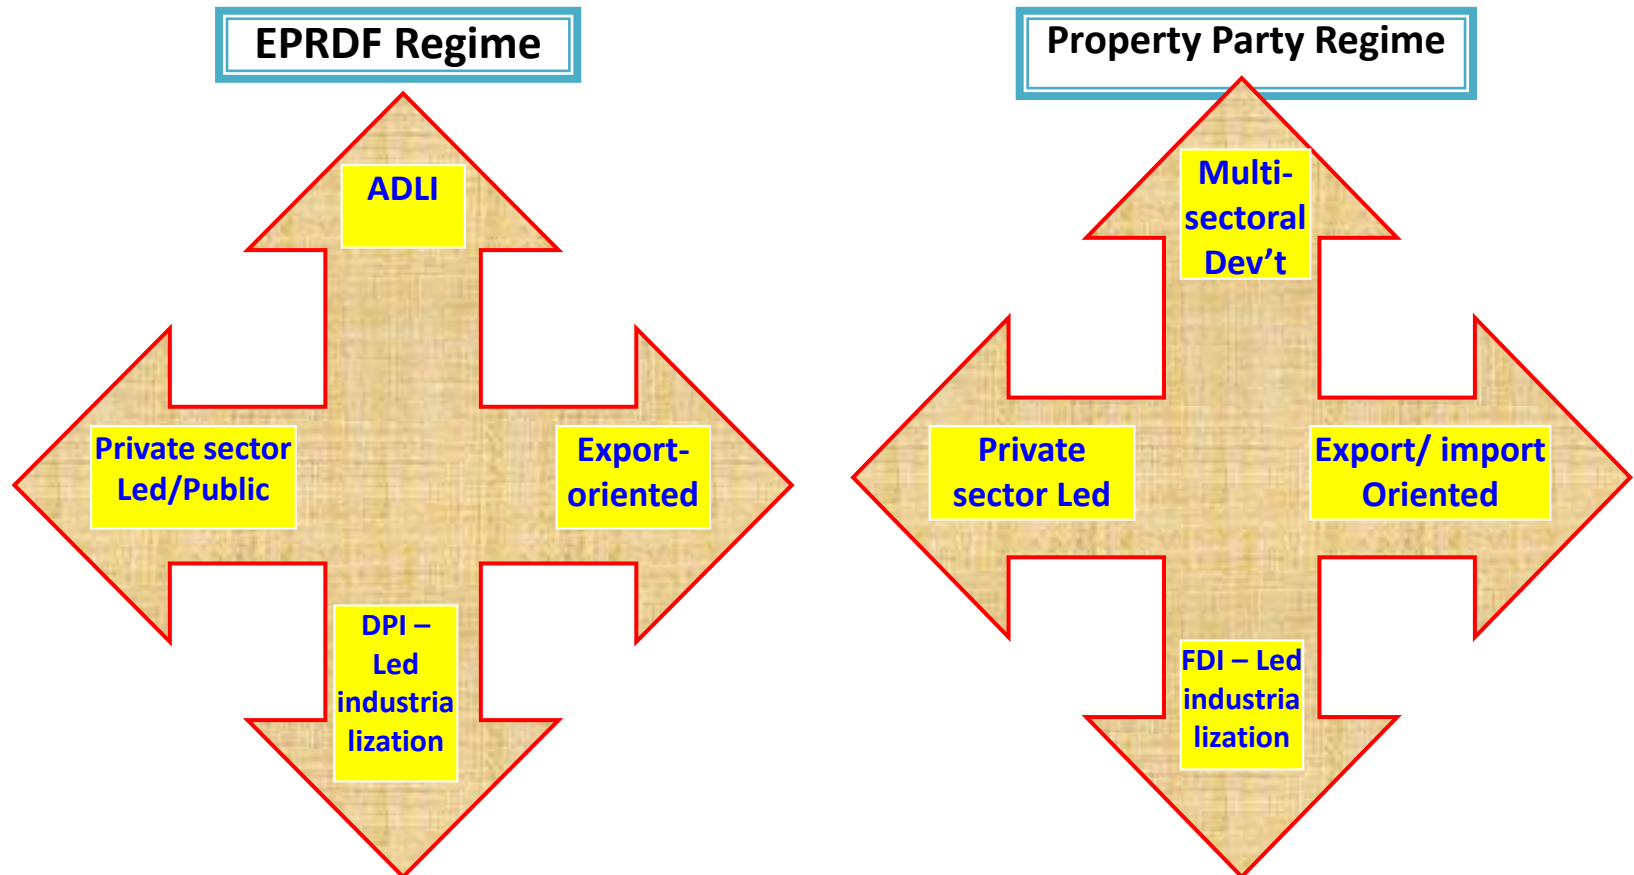 EPRDF Regime
ADLI
Private sector
Led/Public
Export-
oriented
DPI –
Led
industria
lization
Property Party Regime
Multi-
sectoral
Dev’t
Private
sector Led
Export/ import
Oriented
FDI – Led
industria
lization